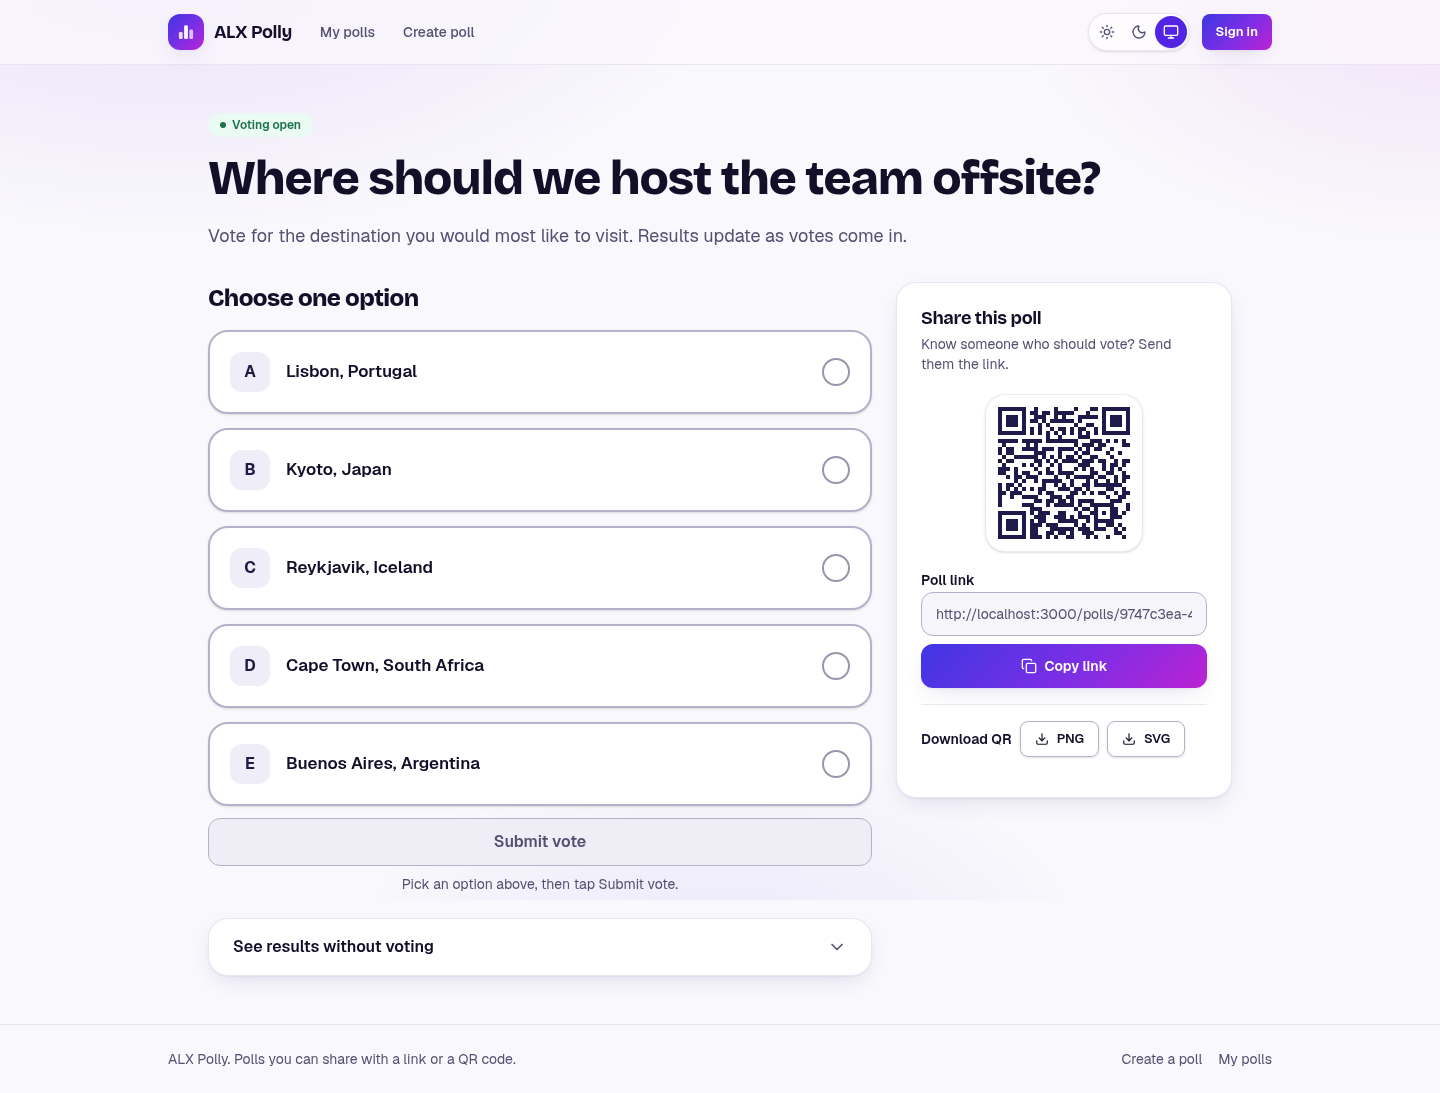 ALX Polly
My polls
Create poll
Sign in
Voting open
Where should we host the team offsite?
Vote for the destination you would most like to visit. Results update as votes come in.
Choose one option
A
Lisbon, Portugal
B
Kyoto, Japan
C
Reykjavik, Iceland
D
Cape Town, South Africa
E
Buenos Aires, Argentina
Submit vote
Pick an option above, then tap Submit vote.
See results without voting
Share this poll
Know someone who should vote? Send
them the link.
Poll link
http://localhost:3000/polls/9747c3ea-
Copy link
Download QR
PNG
SVG
ALX Polly. Polls you can share with a link or a QR code.
Create a poll
My polls